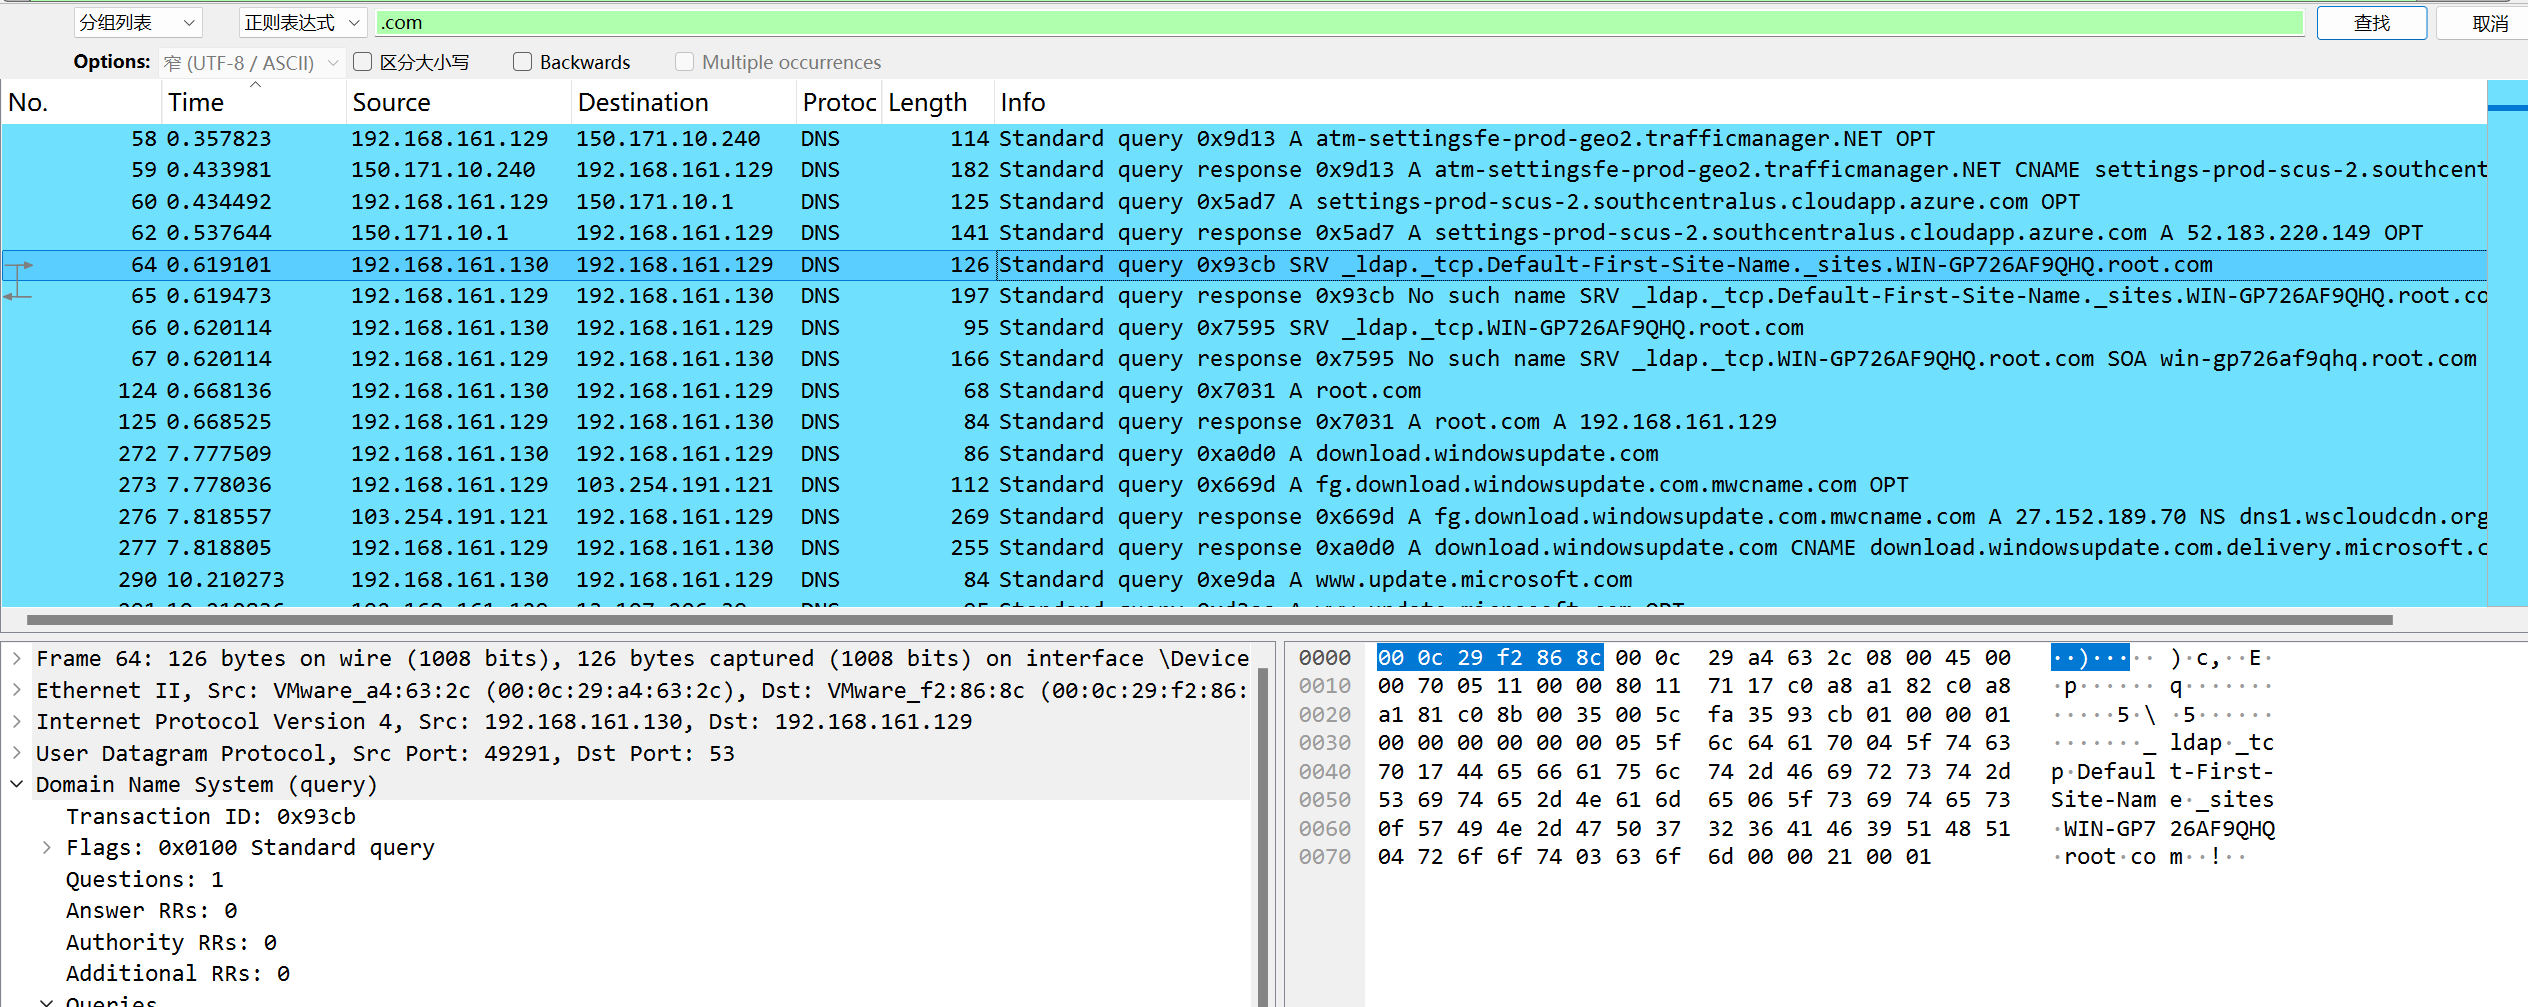 分组列表 正则表达式 .com 查找 取消
Options: 窄 (UTF-8 / ASCII) 区分大小写 Backwards Multiple occurrences
No. Time Source Destination Protoc Length Info
58 0.357823 192.168.161.129 150.171.10.240 DNS 114 Standard query 0x9d13 A atm-settingsfe-prod-geo2.trafficmanager.NET OPT
59 0.433981 150.171.10.240 192.168.161.129 DNS 182 Standard query response 0x9d13 A atm-settingsfe-prod-geo2.trafficmanager.NET CNAME settings-prod-scus-2.southcent
60 0.434492 192.168.161.129 150.171.10.1 DNS 125 Standard query 0x5ad7 A settings-prod-scus-2.southcentralus.cloudapp.azure.com OPT
62 0.537644 150.171.10.1 192.168.161.129 DNS 141 Standard query response 0x5ad7 A settings-prod-scus-2.southcentralus.cloudapp.azure.com A 52.183.220.149 OPT
64 0.619101 192.168.161.130 192.168.161.129 DNS 126 Standard query 0x93cb SRV _ldap._tcp.Default-First-Site-Name._sites.WIN-GP726AF9QHQ.root.com
65 0.619473 192.168.161.129 192.168.161.130 DNS 197 Standard query response 0x93cb No such name SRV _ldap._tcp.Default-First-Site-Name._sites.WIN-GP726AF9QHQ.root.co
66 0.620114 192.168.161.130 192.168.161.129 DNS 95 Standard query 0x7595 SRV _ldap._tcp.WIN-GP726AF9QHQ.root.com
67 0.620114 192.168.161.129 192.168.161.130 DNS 166 Standard query response 0x7595 No such name SRV _ldap._tcp.WIN-GP726AF9QHQ.root.com SOA win-gp726af9qhq.root.com
124 0.668136 192.168.161.130 192.168.161.129 DNS 68 Standard query 0x7031 A root.com
125 0.668525 192.168.161.129 192.168.161.130 DNS 84 Standard query response 0x7031 A root.com A 192.168.161.129
272 7.777509 192.168.161.130 192.168.161.129 DNS 86 Standard query 0xa0d0 A download.windowsupdate.com
273 7.778036 192.168.161.129 103.254.191.121 DNS 112 Standard query 0x669d A fg.download.windowsupdate.com.mwcname.com OPT
276 7.818557 103.254.191.121 192.168.161.129 DNS 269 Standard query response 0x669d A fg.download.windowsupdate.com.mwcname.com A 27.152.189.70 NS dns1.wscloudcdn.org
277 7.818805 192.168.161.129 192.168.161.130 DNS 255 Standard query response 0xa0d0 A download.windowsupdate.com CNAME download.windowsupdate.com.delivery.microsoft.c
290 10.210273 192.168.161.130 192.168.161.129 DNS 84 Standard query 0xe9da A www.update.microsoft.com
Frame 64: 126 bytes on wire (1008 bits), 126 bytes captured (1008 bits) on interface \Device
Ethernet II, Src: VMware_a4:63:2c (00:0c:29:a4:63:2c), Dst: VMware_f2:86:8c (00:0c:29:f2:86:
Internet Protocol Version 4, Src: 192.168.161.130, Dst: 192.168.161.129
User Datagram Protocol, Src Port: 49291, Dst Port: 53
Domain Name System (query)
Transaction ID: 0x93cb
Flags: 0x0100 Standard query
Questions: 1
Answer RRs: 0
Authority RRs: 0
Additional RRs: 0
Queries
0000 00 0c 29 f2 86 8c 00 0c 29 a4 63 2c 08 00 45 00 ··)····· )·c,··E·
0010 00 70 05 11 00 00 80 11 71 17 c0 a8 a1 82 c0 a8 ·p······ q·······
0020 a1 81 c0 8b 00 35 00 5c fa 35 93 cb 01 00 00 01 ·····5·\ ·5······
0030 00 00 00 00 00 00 05 5f 6c 64 61 70 04 5f 74 63 ·······_ ldap·_tc
0040 70 17 44 65 66 61 75 6c 74 2d 46 69 72 73 74 2d p·Defaul t-First-
0050 53 69 74 65 2d 4e 61 6d 65 06 5f 73 69 74 65 73 Site-Nam e·_sites
0060 0f 57 49 4e 2d 47 50 37 32 36 41 46 39 51 48 51 ·WIN-GP7 26AF9QHQ
0070 04 72 6f 6f 74 03 63 6f 6d 00 00 21 00 01 ·root·co m··!··